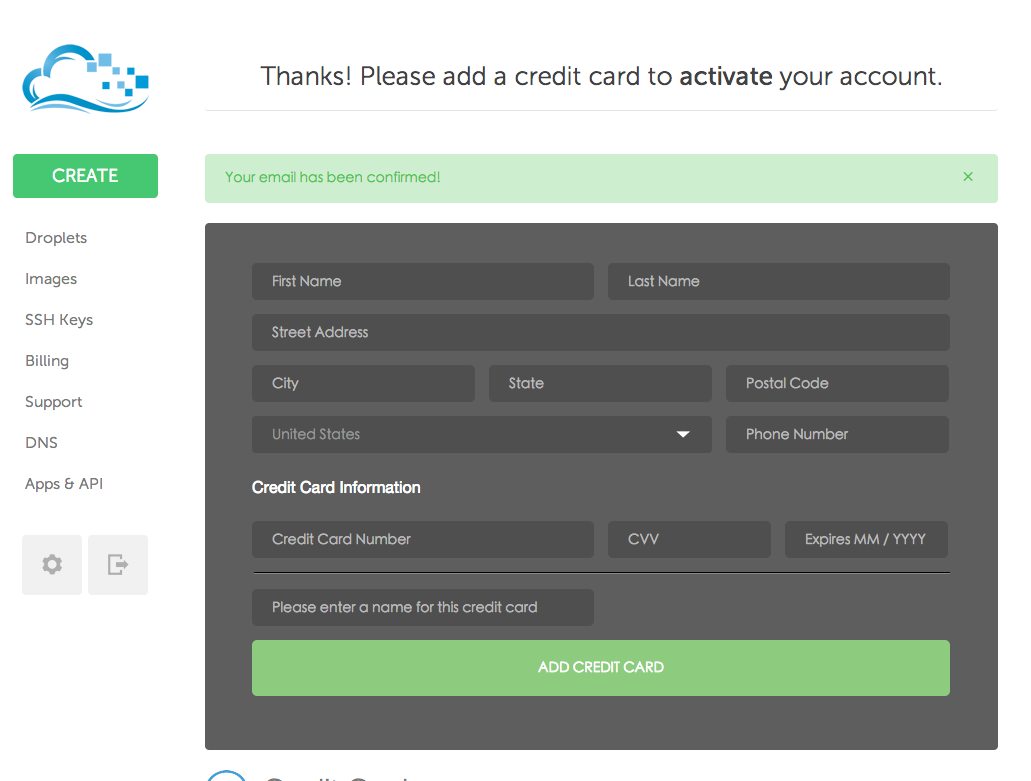 Thanks! Please add a credit card to activate your account.
CREATE
Your email has been confirmed! ×
Droplets
Images
SSH Keys
Billing
Support
DNS
Apps & API
First Name Last Name
Street Address
City State Postal Code
United States Phone Number
Credit Card Information
Credit Card Number CVV Expires MM / YYYY
Please enter a name for this credit card
ADD CREDIT CARD